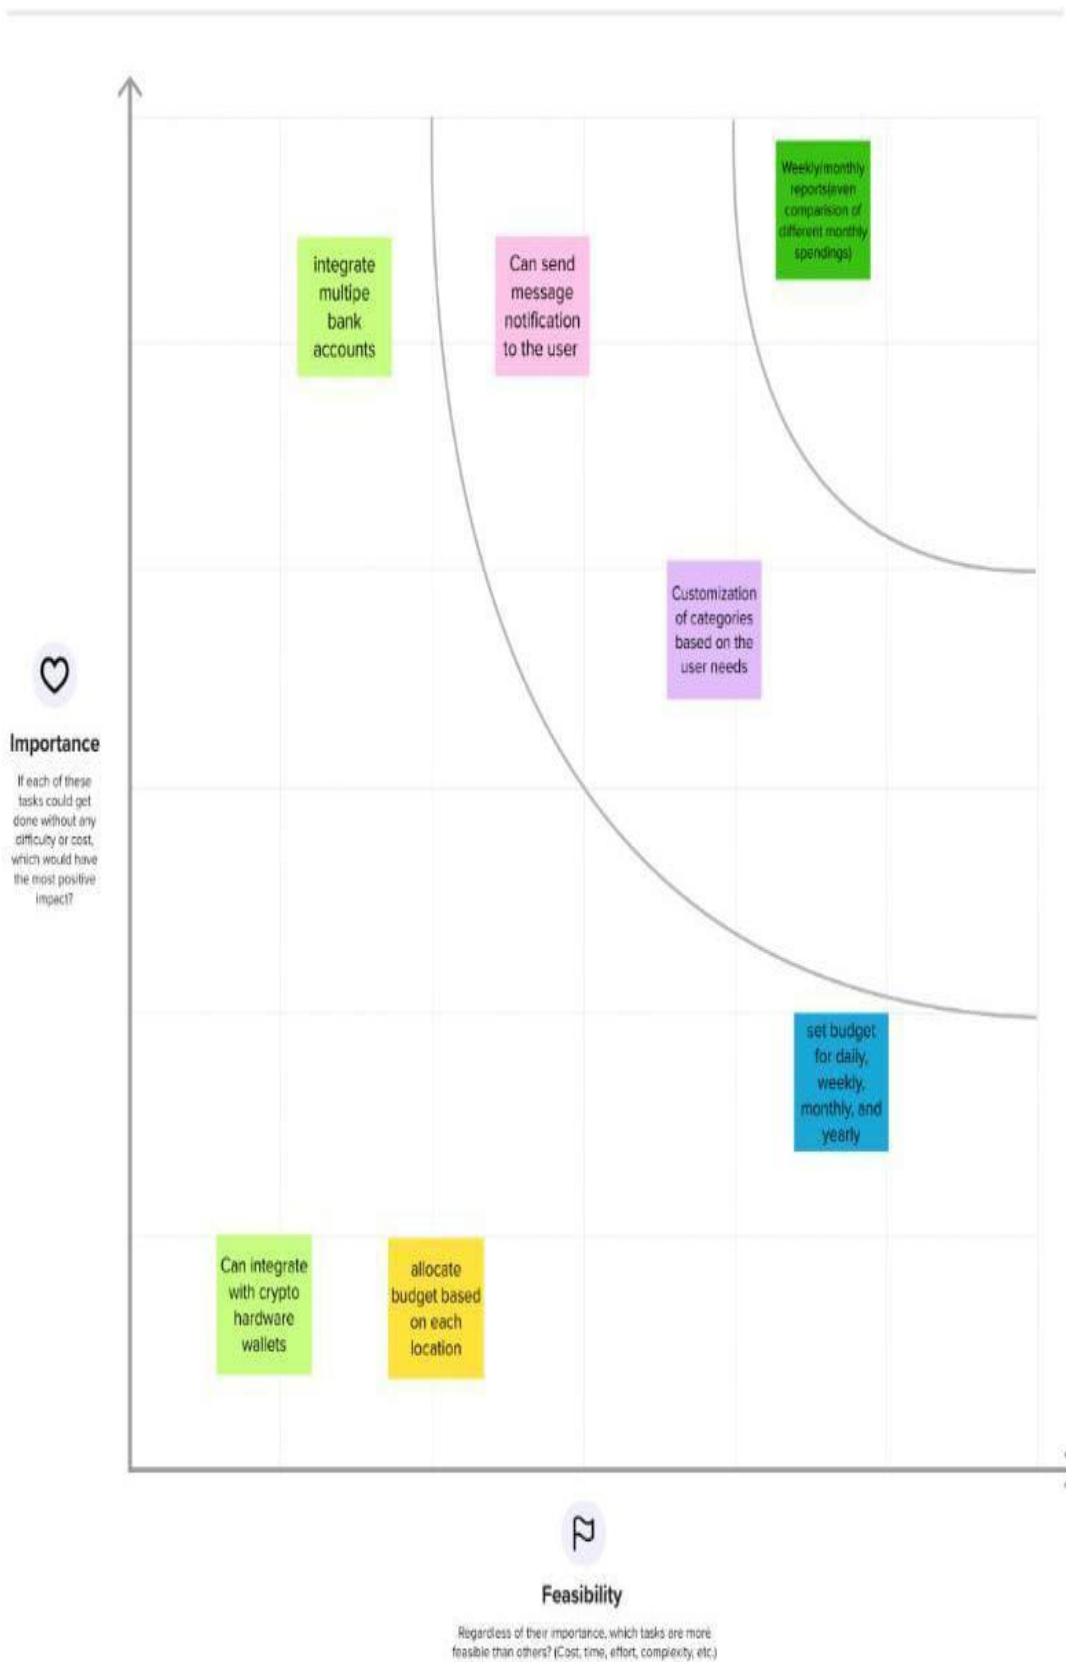 Weekly/monthly
reports(even
comparision of
different monthly
spendings)
integrate
multipe
bank
accounts
Can send
message
notification
to the user
Customization
of categories
based on the
user needs
Importance
If each of these
tasks could get
done without any
difficulty or cost,
which would have
the most positive
impact?
set budget
for daily,
weekly,
monthly, and
yearly
Can integrate
with crypto
hardware
wallets
allocate
budget based
on each
location
Feasibility
Regardless of their importance, which tasks are more
feasible than others? (Cost, time, effort, complexity, etc.)